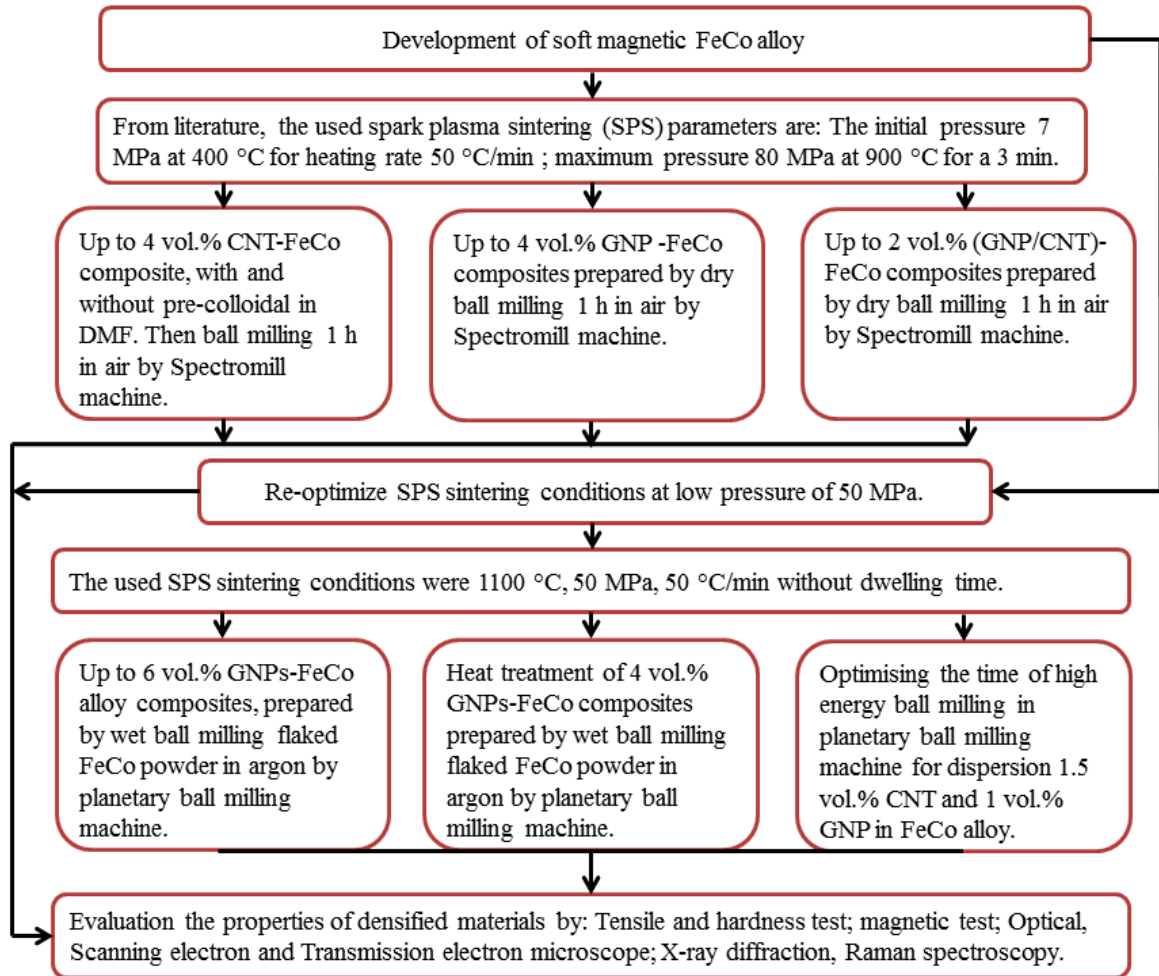 Development of soft magnetic FeCo alloy
From literature, the used spark plasma sintering (SPS) parameters are: The initial pressure 7
MPa at 400 °C for heating rate 50 °C/min ; maximum pressure 80 MPa at 900 °C for a 3 min.
Up to 4 vol.% CNT-FeCo
composite, with and
without pre-colloidal in
DMF. Then ball milling 1 h
in air by Spectromill
machine.
Up to 4 vol.% GNP -FeCo
composites prepared by dry
ball milling 1 h in air by
Spectromill machine.
Up to 2 vol.% (GNP/CNT)-
FeCo composites prepared
by dry ball milling 1 h in air
by Spectromill machine.
Re-optimize SPS sintering conditions at low pressure of 50 MPa.
The used SPS sintering conditions were 1100 °C, 50 MPa, 50 °C/min without dwelling time.
Up to 6 vol.% GNPs-FeCo
alloy composites, prepared
by wet ball milling flaked
FeCo powder in argon by
planetary ball milling
machine.
Heat treatment of 4 vol.%
GNPs-FeCo composites
prepared by wet ball milling
flaked FeCo powder in
argon by planetary ball
milling machine.
Optimising the time of high
energy ball milling in
planetary ball milling
machine for dispersion 1.5
vol.% CNT and 1 vol.%
GNP in FeCo alloy.
Evaluation the properties of densified materials by: Tensile and hardness test; magnetic test; Optical,
Scanning electron and Transmission electron microscope; X-ray diffraction, Raman spectroscopy.